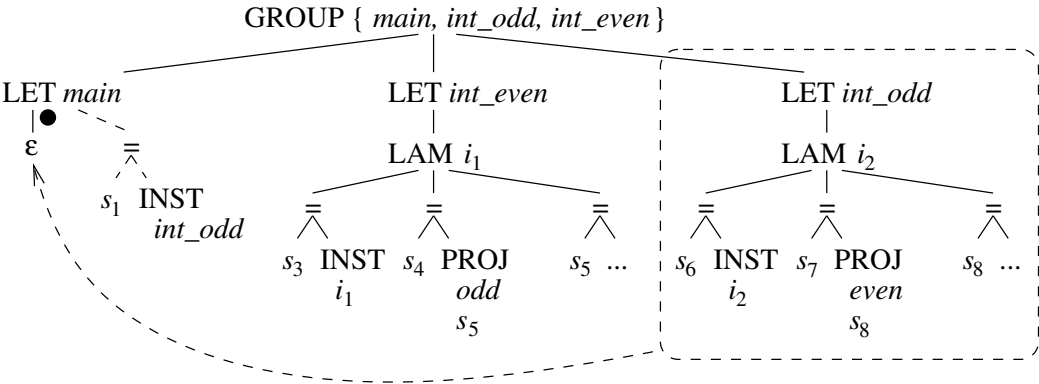 GROUP { main, int_odd, int_even }
LET main LET int_even LET int_odd
ε = LAM i₁ LAM i₂
s₁ INST = = = = = =
int_odd
s₃ INST s₄ PROJ s₅ ... s₆ INST s₇ PROJ s₈ ...
i₁ odd i₂ even
s₅ s₈